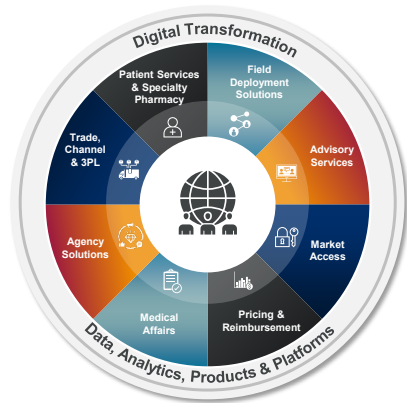 Digital Transformation
Field
Deployment
Solutions
Advisory
Services
Market
Access
Pricing &
Reimbursement
Medical
Affairs
Agency
Solutions
Trade,
Channel
& 3PL
Patient Services
& Specialty
Pharmacy
Data, Analytics, Products & Platforms